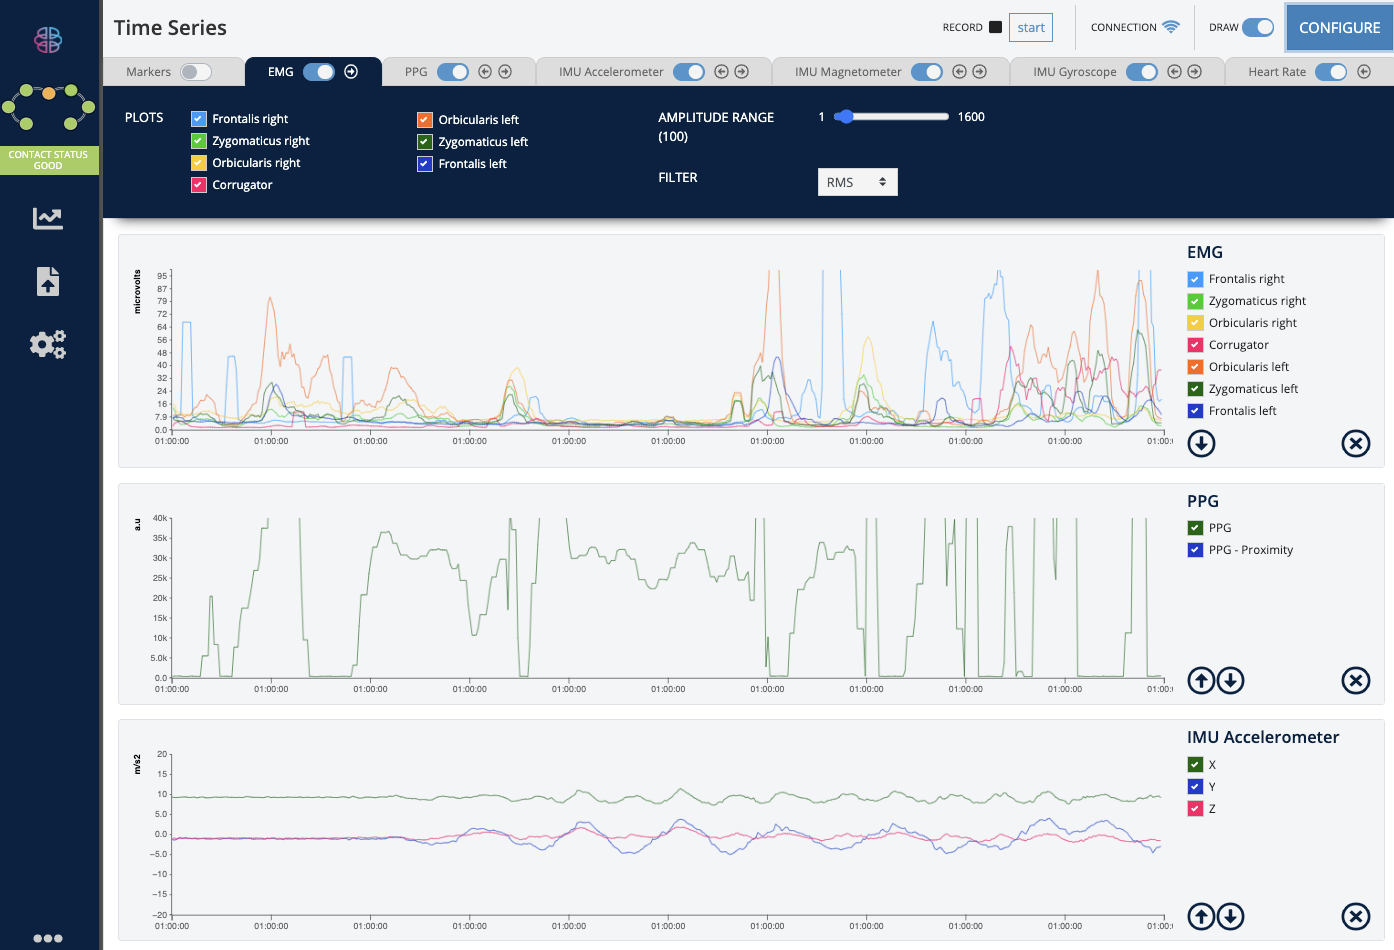 Time Series
RECORD start
CONNECTION
DRAW
CONFIGURE
Markers
EMG
PPG
IMU Accelerometer
IMU Magnetometer
IMU Gyroscope
Heart Rate
CONTACT STATUS
GOOD
PLOTS
Frontalis right
Zygomaticus right
Orbicularis right
Corrugator
Orbicularis left
Zygomaticus left
Frontalis left
AMPLITUDE RANGE
(100)
1 1600
FILTER
RMS
microvolts
95
87
79
72
64
56
48
40
32
24
16
7.9
0.0
01:00:00 01:00:00 01:00:00 01:00:00 01:00:00 01:00:00 01:00:00 01:00:00 01:00:00 01:00:00 01:00:
EMG
Frontalis right
Zygomaticus right
Orbicularis right
Corrugator
Orbicularis left
Zygomaticus left
Frontalis left
a.u
40k
35k
30k
25k
20k
15k
10k
5.0k
0.0
01:00:00 01:00:00 01:00:00 01:00:00 01:00:00 01:00:00 01:00:00 01:00:00 01:00:00 01:00:00 01:00:
PPG
PPG
PPG - Proximity
m/s2
20
15
10
5.0
0.0
−5.0
−10
−15
−20
01:00:00 01:00:00 01:00:00 01:00:00 01:00:00 01:00:00 01:00:00 01:00:00 01:00:00 01:00:00 01:00:
IMU Accelerometer
X
Y
Z